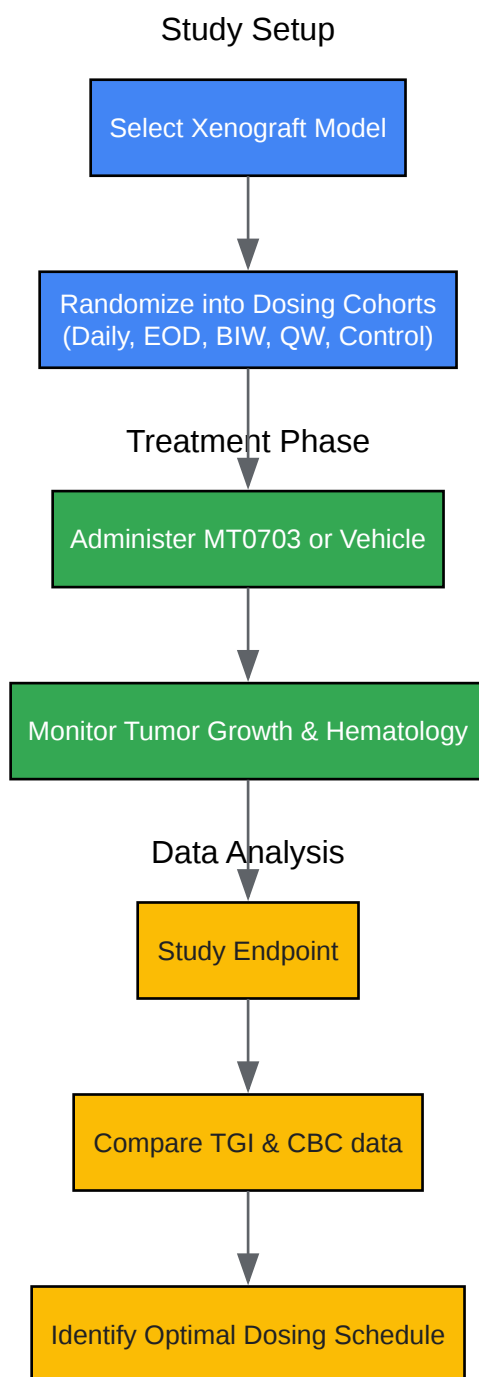 Study Setup
Select Xenograft Model
Randomize into Dosing Cohorts
(Daily, EOD, BIW, QW, Control)
Treatment Phase
Administer MT0703 or Vehicle
Monitor Tumor Growth & Hematology
Data Analysis
Study Endpoint
Compare TGI & CBC data
Identify Optimal Dosing Schedule